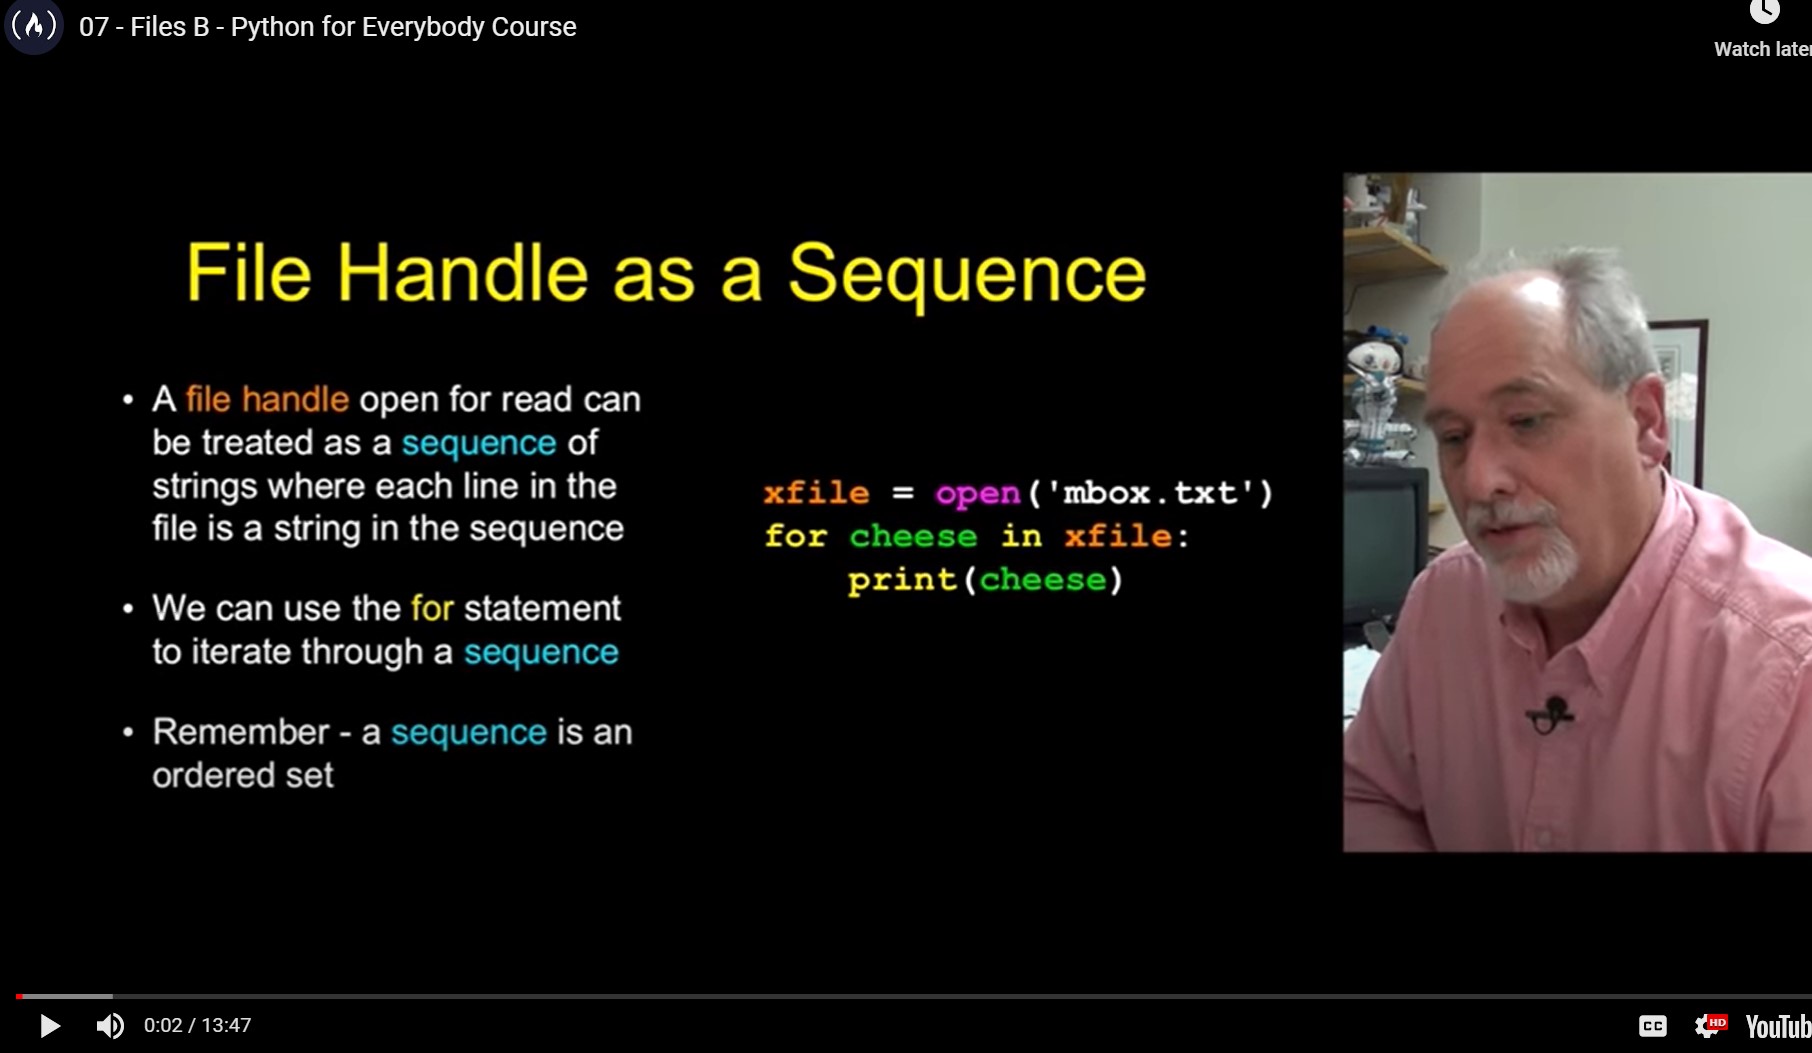 07 - Files B - Python for Everybody Course
Watch later
File Handle as a Sequence
• A file handle open for read can
be treated as a sequence of
strings where each line in the
file is a string in the sequence
• We can use the for statement
to iterate through a sequence
• Remember - a sequence is an
ordered set
xfile = open('mbox.txt')
for cheese in xfile:
    print(cheese)
0:02 / 13:47
CC
HD
YouTub